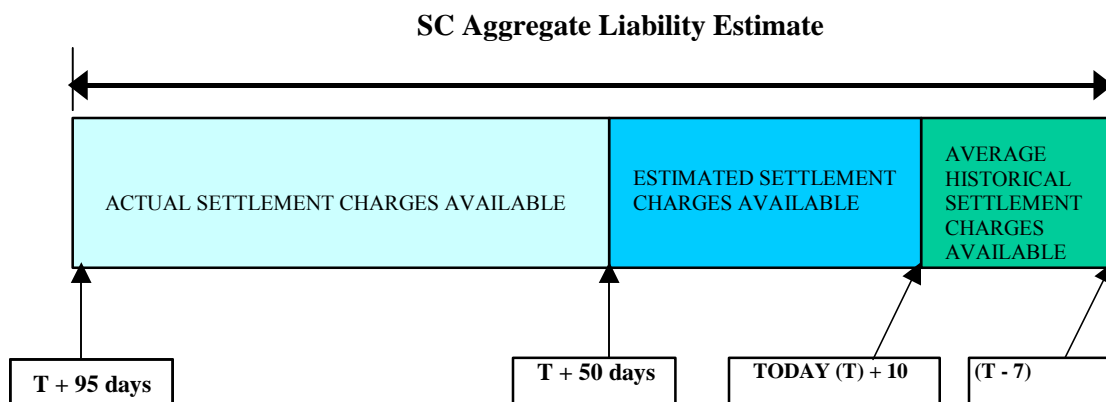 SC Aggregate Liability Estimate
ACTUAL SETTLEMENT CHARGES AVAILABLE
ESTIMATED SETTLEMENT
CHARGES AVAILABLE
AVERAGE
HISTORICAL
SETTLEMENT
CHARGES
AVAILABLE
T + 95 days
T + 50 days
TODAY (T) + 10
(T - 7)